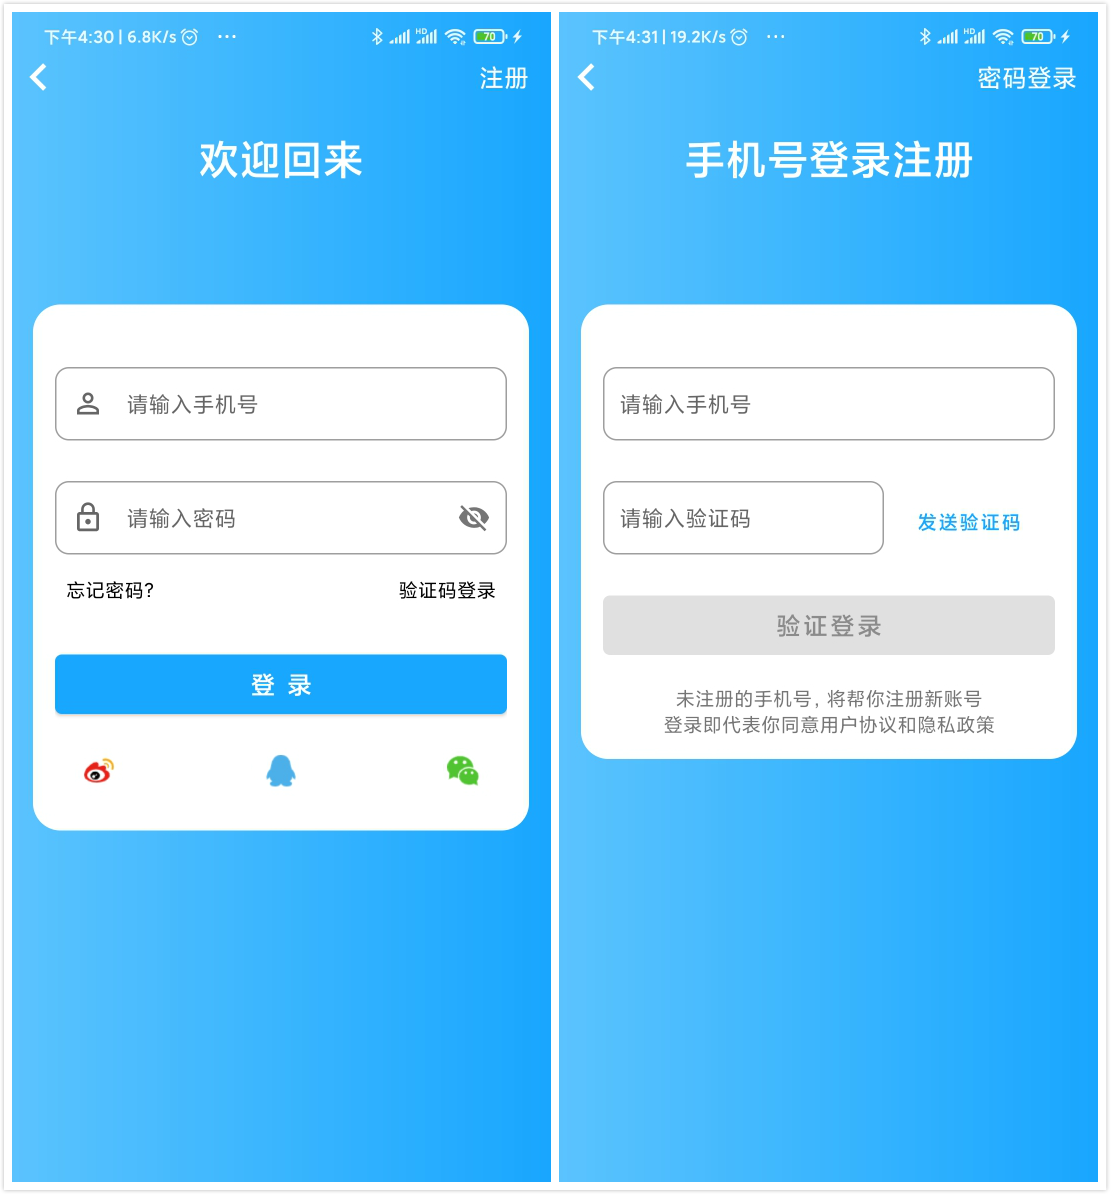 下午4:30 | 6.8K/s ...
HD
70
注册
欢迎回来
请输入手机号
请输入密码
忘记密码?
验证码登录
登 录
下午4:31 | 19.2K/s ...
HD
70
密码登录
手机号登录注册
请输入手机号
请输入验证码
发送验证码
验证登录
未注册的手机号, 将帮你注册新账号
登录即代表你同意用户协议和隐私政策